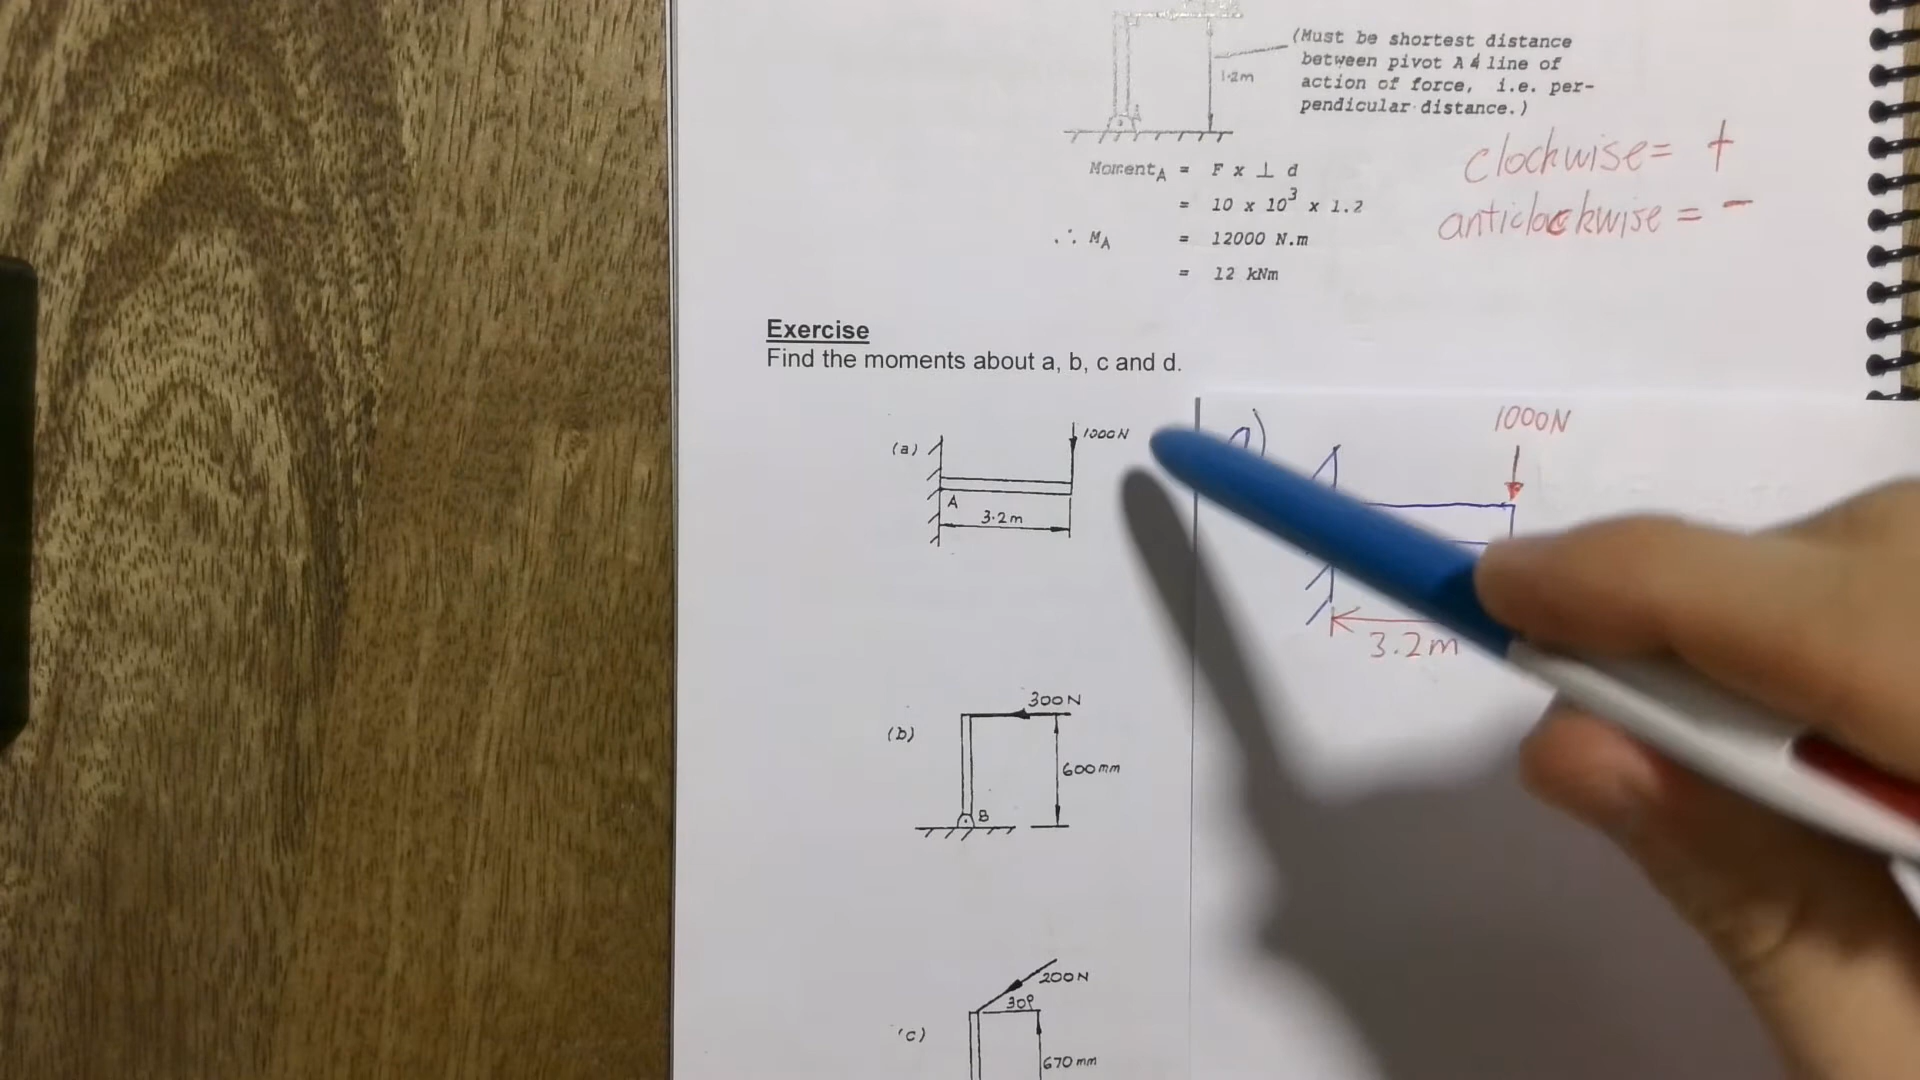 (Must be shortest distance
between pivot A & line of
action of force, i.e. per-
pendicular distance.)
1.2m
A
clockwise = +
anticlockwise = -
Moment_A = F x ⊥ d
= 10 x 10³ x 1.2
∴ M_A = 12000 N.m
= 12 kNm
Exercise
Find the moments about a, b, c and d.
(a)
1000N
A
3.2m
a)
1000N
3.2m
(b)
300N
600mm
B
(c)
200N
30°
670mm